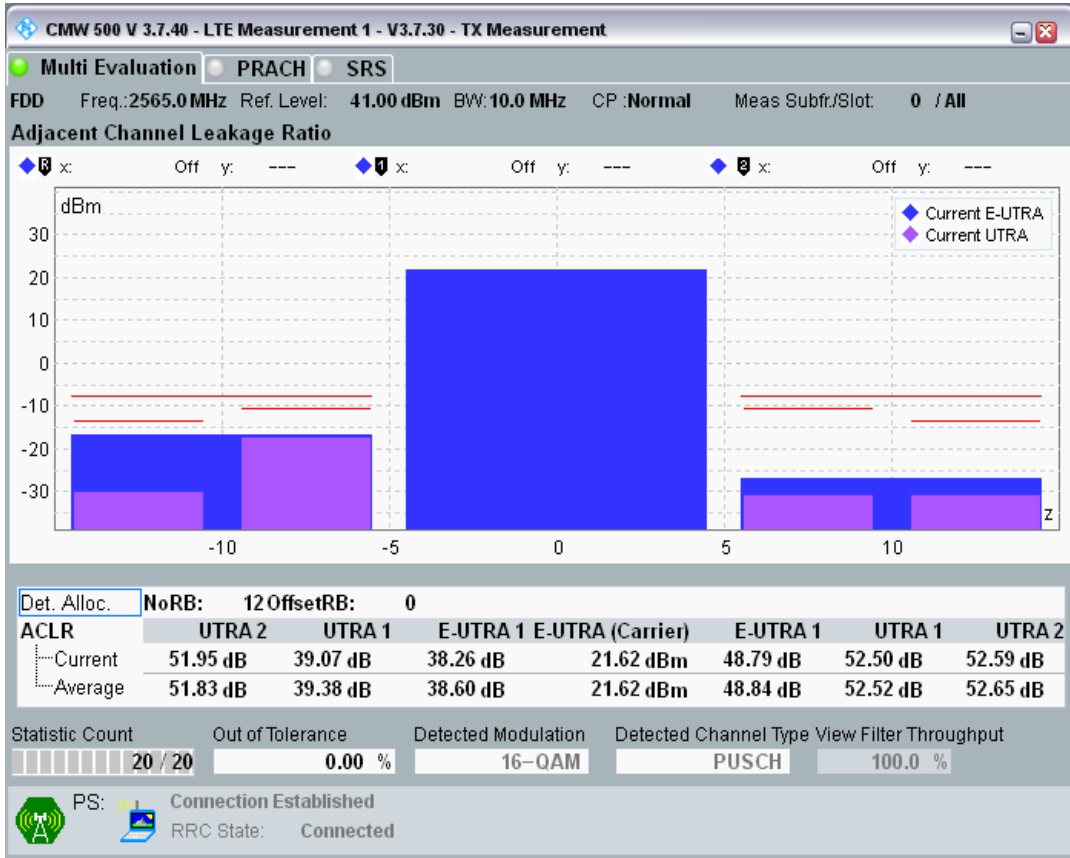 CMW 500 V 3.7.40 - LTE Measurement 1 - V3.7.30 - TX Measurement
Multi Evaluation PRACH SRS
FDD Freq.:2565.0 MHz Ref. Level: 41.00 dBm BW: 10.0 MHz CP :Normal Meas Subfr./Slot: 0 / All
Adjacent Channel Leakage Ratio
R x: Off y: --- 1 x: Off y: --- 2 x: Off y: ---
dBm
Current E-UTRA
Current UTRA
30
20
10
0
-10
-20
-30
z
-10 -5 0 5 10
Det. Alloc. NoRB: 12 OffsetRB: 0
ACLR UTRA 2 UTRA 1 E-UTRA 1 E-UTRA (Carrier) E-UTRA 1 UTRA 1 UTRA 2
Current 51.95 dB 39.07 dB 38.26 dB 21.62 dBm 48.79 dB 52.50 dB 52.59 dB
Average 51.83 dB 39.38 dB 38.60 dB 21.62 dBm 48.84 dB 52.52 dB 52.65 dB
Statistic Count Out of Tolerance Detected Modulation Detected Channel Type View Filter Throughput
20 / 20 0.00 % 16-QAM PUSCH 100.0 %
PS: Connection Established
RRC State: Connected